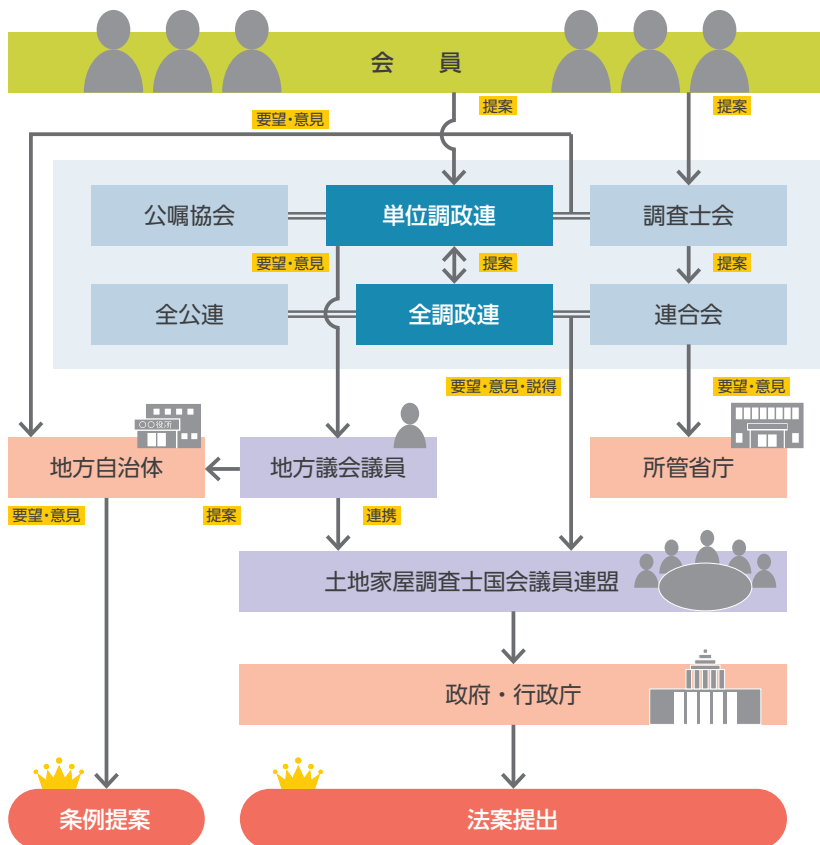 会 員
提案
提案
要望・意見
公嘱協会
単位調政連
調査士会
要望・意見
提案
提案
全公連
全調政連
連合会
要望・意見・説得
要望・意見
〇〇役所
地方自治体
地方議会議員
所管省庁
要望・意見
提案
連携
土地家屋調査士国会議員連盟
政府・行政庁
条例提案
法案提出